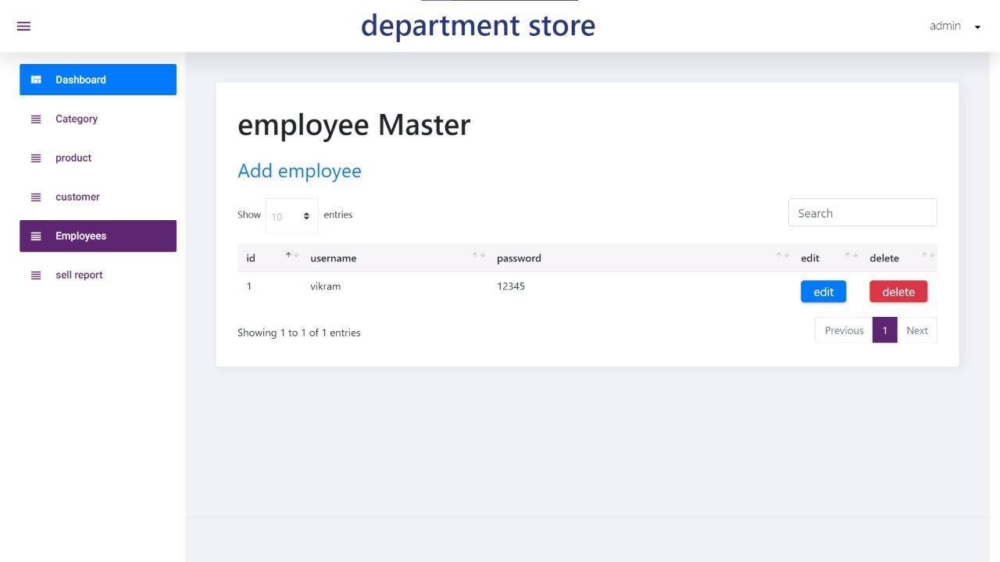 department store
admin
Dashboard
Category
product
customer
Employees
sell report
employee Master
Add employee
Show 10 entries
Search
id username password edit delete
1 vikram 12345 edit delete
Showing 1 to 1 of 1 entries
Previous 1 Next